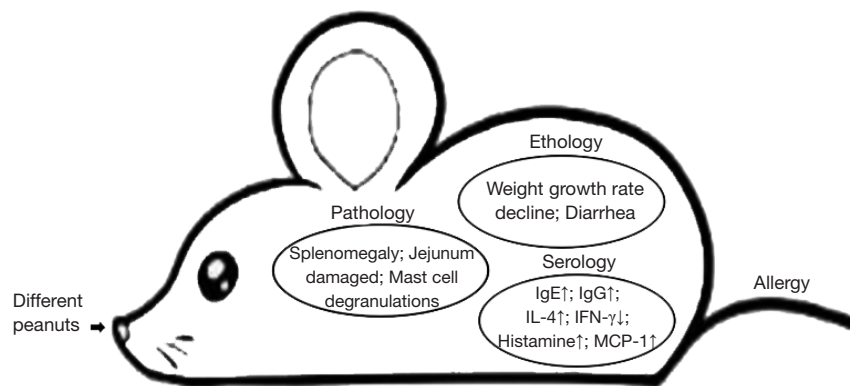 Ethology
Weight growth rate
decline; Diarrhea
Pathology
Splenomegaly; Jejunum
damaged; Mast cell
degranulations
Serology
IgE↑; IgG↑;
IL-4↑; IFN-γ↓;
Histamine↑; MCP-1↑
Allergy
Different
peanuts